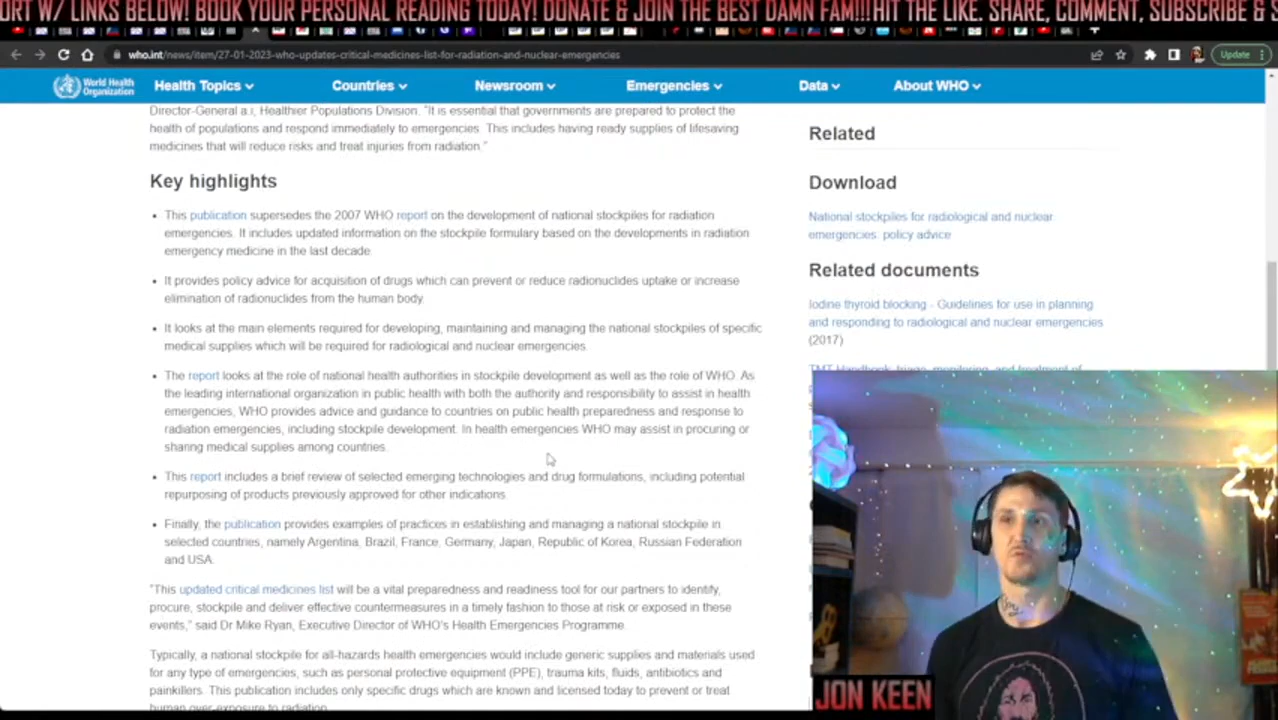 ORT W/ LINKS BELOW! BOOK YOUR PERSONAL READING TODAY! DONATE & JOIN THE BEST DAMN FAM!!! HIT THE LIKE. SHARE, COMMENT, SUBSCRIBE & S
who.int/news/item/27-01-2023-who-updates-critical-medicines-list-for-radiation-and-nuclear-emergencies
Update
World Health Organization
Health Topics
Countries
Newsroom
Emergencies
Data
About WHO
Director-General a.i, Healthier Populations Division. "It is essential that governments are prepared to protect the
health of populations and respond immediately to emergencies. This includes having ready supplies of lifesaving
medicines that will reduce risks and treat injuries from radiation."
Key highlights
• This publication supersedes the 2007 WHO report on the development of national stockpiles for radiation
emergencies. It includes updated information on the stockpile formulary based on the developments in radiation
emergency medicine in the last decade.
• It provides policy advice for acquisition of drugs which can prevent or reduce radionuclides uptake or increase
elimination of radionuclides from the human body.
• It looks at the main elements required for developing, maintaining and managing the national stockpiles of specific
medical supplies which will be required for radiological and nuclear emergencies.
• The report looks at the role of national health authorities in stockpile development as well as the role of WHO. As
the leading international organization in public health with both the authority and responsibility to assist in health
emergencies, WHO provides advice and guidance to countries on public health preparedness and response to
radiation emergencies, including stockpile development. In health emergencies WHO may assist in procuring or
sharing medical supplies among countries.
• This report includes a brief review of selected emerging technologies and drug formulations, including potential
repurposing of products previously approved for other indications.
• Finally, the publication provides examples of practices in establishing and managing a national stockpile in
selected countries, namely Argentina, Brazil, France, Germany, Japan, Republic of Korea, Russian Federation
and USA.
"This updated critical medicines list will be a vital preparedness and readiness tool for our partners to identify,
procure, stockpile and deliver effective countermeasures in a timely fashion to those at risk or exposed in these
events," said Dr Mike Ryan, Executive Director of WHO's Health Emergencies Programme.
Typically, a national stockpile for all-hazards health emergencies would include generic supplies and materials used
for any type of emergencies, such as personal protective equipment (PPE), trauma kits, fluids, antibiotics and
painkillers. This publication includes only specific drugs which are known and licensed today to prevent or treat
human over-exposure to radiation.
Related
Download
National stockpiles for radiological and nuclear
emergencies: policy advice
Related documents
Iodine thyroid blocking - Guidelines for use in planning
and responding to radiological and nuclear emergencies
(2017)
TMT Handbook: triage, monitoring, and treatment of
JON KEEN